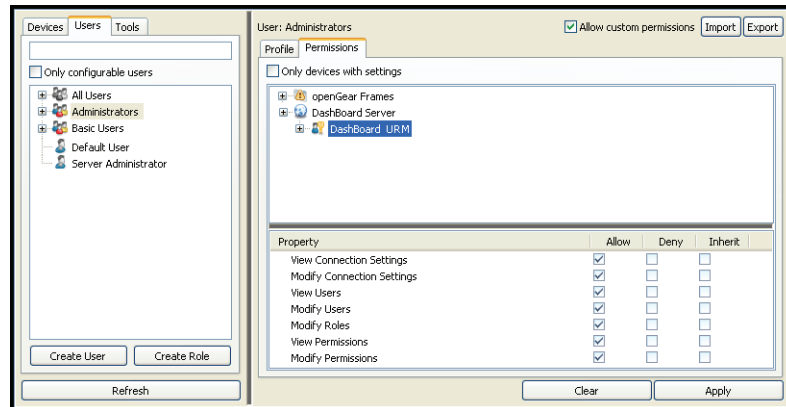 Devices Users Tools
Only configurable users
All Users
Administrators
Basic Users
Default User
Server Administrator
Create User Create Role
Refresh
User: Administrators Allow custom permissions Import Export
Profile Permissions
Only devices with settings
openGear Frames
DashBoard Server
DashBoard URM
Property Allow Deny Inherit
View Connection Settings
Modify Connection Settings
View Users
Modify Users
Modify Roles
View Permissions
Modify Permissions
Clear Apply